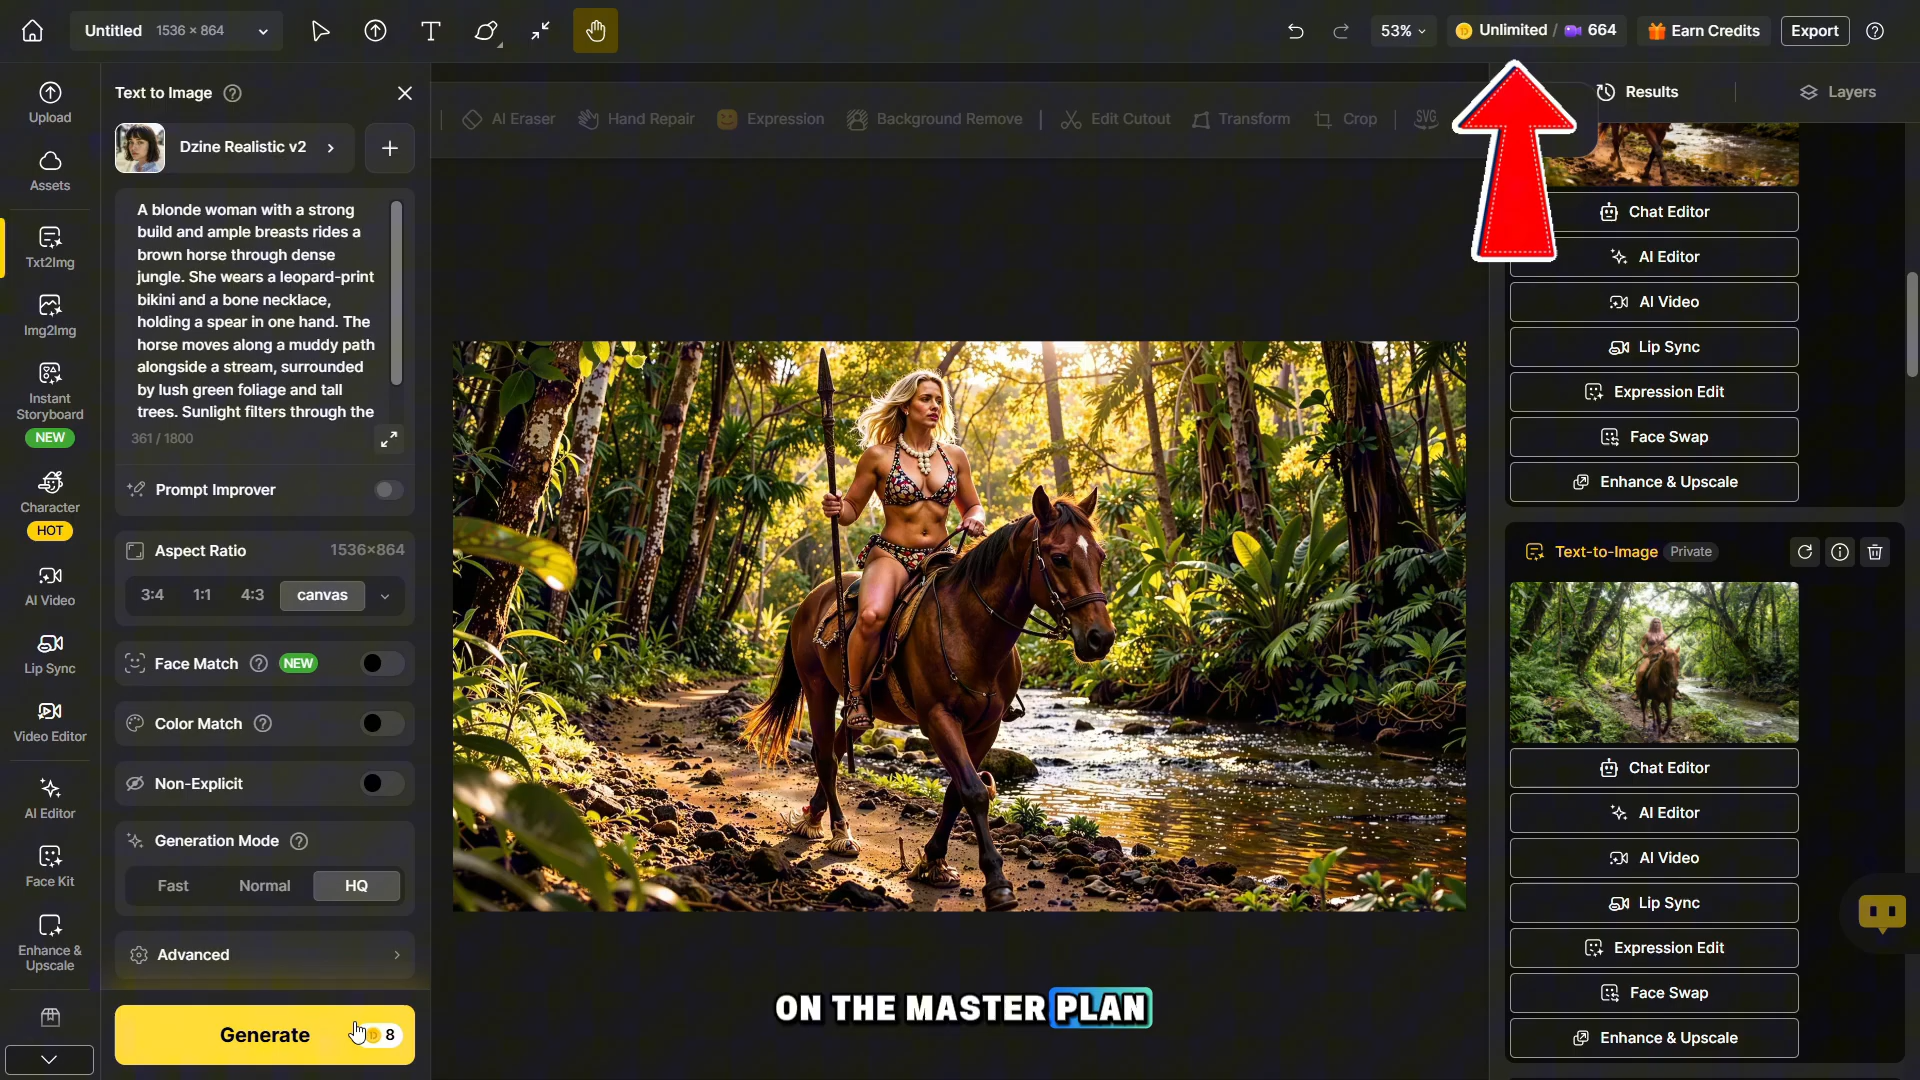 Untitled 1536 × 864
53%
Unlimited / 664
Earn Credits
Export
Upload
Assets
Txt2Img
Img2Img
Instant
Storyboard
NEW
Character
HOT
AI Video
Lip Sync
Video Editor
AI Editor
Face Kit
Enhance &
Upscale
Text to Image
Dzine Realistic v2
A blonde woman with a strong
build and ample breasts rides a
brown horse through dense
jungle. She wears a leopard-print
bikini and a bone necklace,
holding a spear in one hand. The
horse moves along a muddy path
alongside a stream, surrounded
by lush green foliage and tall
trees. Sunlight filters through the
361 / 1800
Prompt Improver
Aspect Ratio 1536×864
3:4 1:1 4:3 canvas
Face Match NEW
Color Match
Non-Explicit
Generation Mode
Fast Normal HQ
Advanced
Generate 8
AI Eraser Hand Repair Expression Background Remove Edit Cutout Transform Crop SVG
ON THE MASTER PLAN
Results Layers
Chat Editor
AI Editor
AI Video
Lip Sync
Expression Edit
Face Swap
Enhance & Upscale
Text-to-Image Private
Chat Editor
AI Editor
AI Video
Lip Sync
Expression Edit
Face Swap
Enhance & Upscale